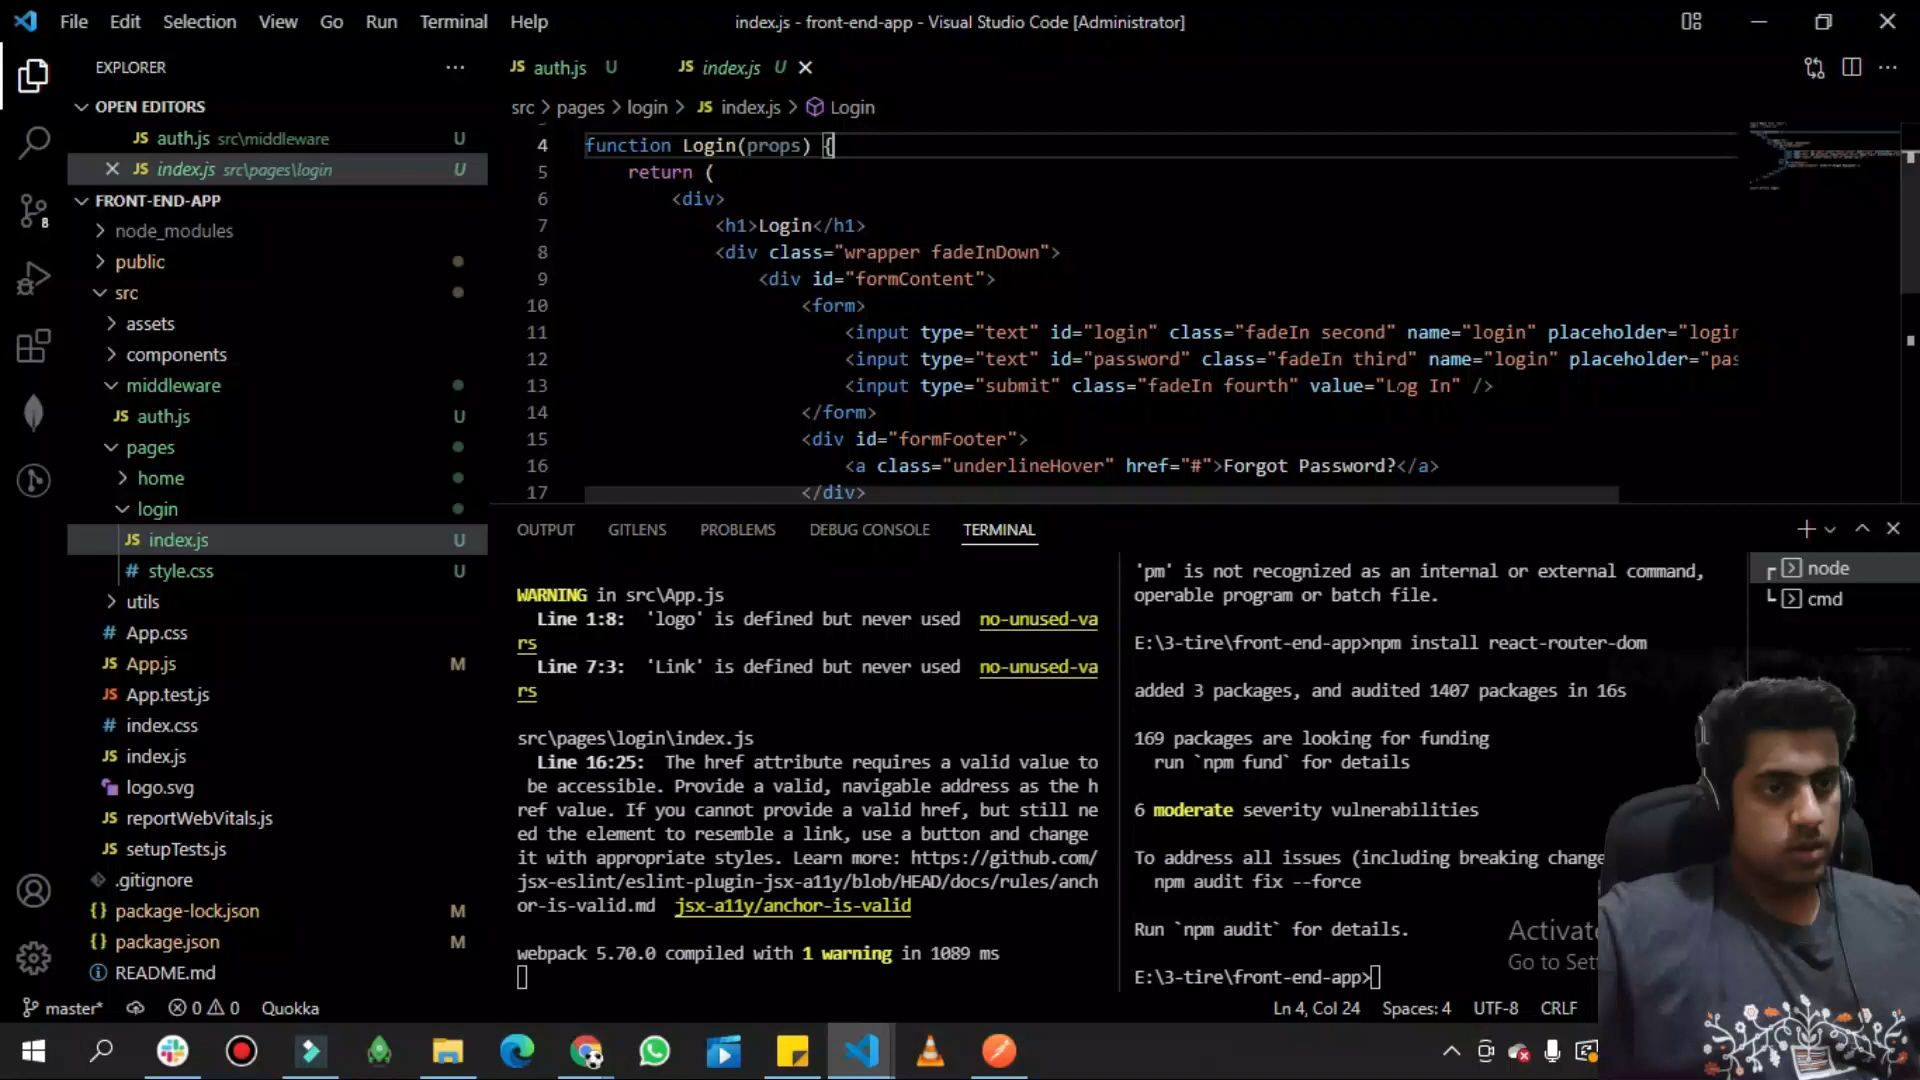 File Edit Selection View Go Run Terminal Help
index.js - front-end-app - Visual Studio Code [Administrator]
EXPLORER
OPEN EDITORS
JS auth.js src\middleware U
JS index.js src\pages\login U
FRONT-END-APP
node_modules
public
src
assets
components
middleware
JS auth.js U
pages
home
login
JS index.js U
# style.css U
utils
# App.css
JS App.js M
JS App.test.js
# index.css
JS index.js
logo.svg
JS reportWebVitals.js
JS setupTests.js
.gitignore
{} package-lock.json M
{} package.json M
README.md
8
JS auth.js U JS index.js U
src > pages > login > JS index.js > Login
4 function Login(props) {
5 return (
6 <div>
7 <h1>Login</h1>
8 <div class="wrapper fadeInDown">
9 <div id="formContent">
10 <form>
11 <input type="text" id="login" class="fadeIn second" name="login" placeholder="login
12 <input type="text" id="password" class="fadeIn third" name="login" placeholder="pas
13 <input type="submit" class="fadeIn fourth" value="Log In" />
14 </form>
15 <div id="formFooter">
16 <a class="underlineHover" href="#">Forgot Password?</a>
17 </div>
OUTPUT GITLENS PROBLEMS DEBUG CONSOLE TERMINAL
WARNING in src\App.js
Line 1:8: 'logo' is defined but never used no-unused-va
rs
Line 7:3: 'Link' is defined but never used no-unused-va
rs
src\pages\login\index.js
Line 16:25: The href attribute requires a valid value to
be accessible. Provide a valid, navigable address as the h
ref value. If you cannot provide a valid href, but still ne
ed the element to resemble a link, use a button and change
it with appropriate styles. Learn more: https://github.com/
jsx-eslint/eslint-plugin-jsx-a11y/blob/HEAD/docs/rules/anch
or-is-valid.md jsx-a11y/anchor-is-valid
webpack 5.70.0 compiled with 1 warning in 1089 ms
'pm' is not recognized as an internal or external command,
operable program or batch file.
E:\3-tire\front-end-app>npm install react-router-dom
added 3 packages, and audited 1407 packages in 16s
169 packages are looking for funding
run `npm fund` for details
6 moderate severity vulnerabilities
To address all issues (including breaking change
npm audit fix --force
Run `npm audit` for details.
E:\3-tire\front-end-app>
node
cmd
Activat
Go to Set
master* 0 0 Quokka
Ln 4, Col 24 Spaces: 4 UTF-8 CRLF